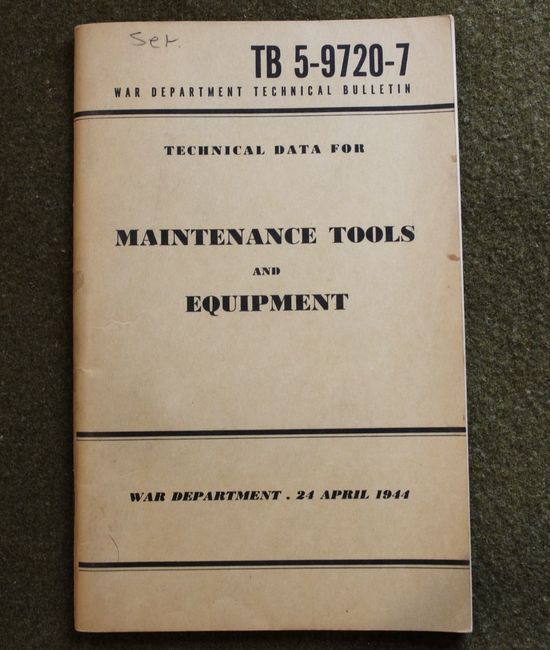 Set.
TB 5-9720-7
WAR DEPARTMENT TECHNICAL BULLETIN
TECHNICAL DATA FOR
MAINTENANCE TOOLS
AND
EQUIPMENT
WAR DEPARTMENT . 24 APRIL 1944